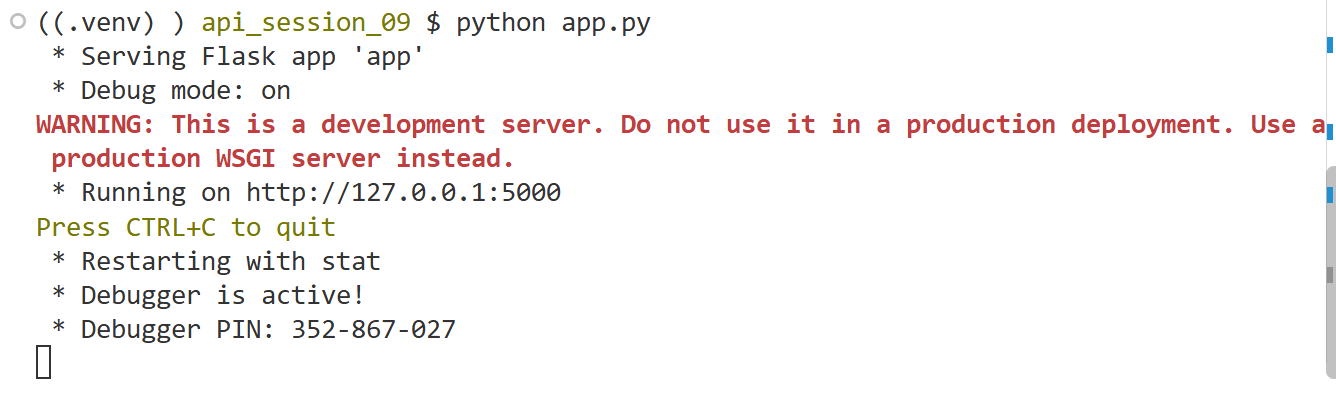 ((.venv) ) api_session_09 $ python app.py
 * Serving Flask app 'app'
 * Debug mode: on
WARNING: This is a development server. Do not use it in a production deployment. Use a
 production WSGI server instead.
 * Running on http://127.0.0.1:5000
Press CTRL+C to quit
 * Restarting with stat
 * Debugger is active!
 * Debugger PIN: 352-867-027